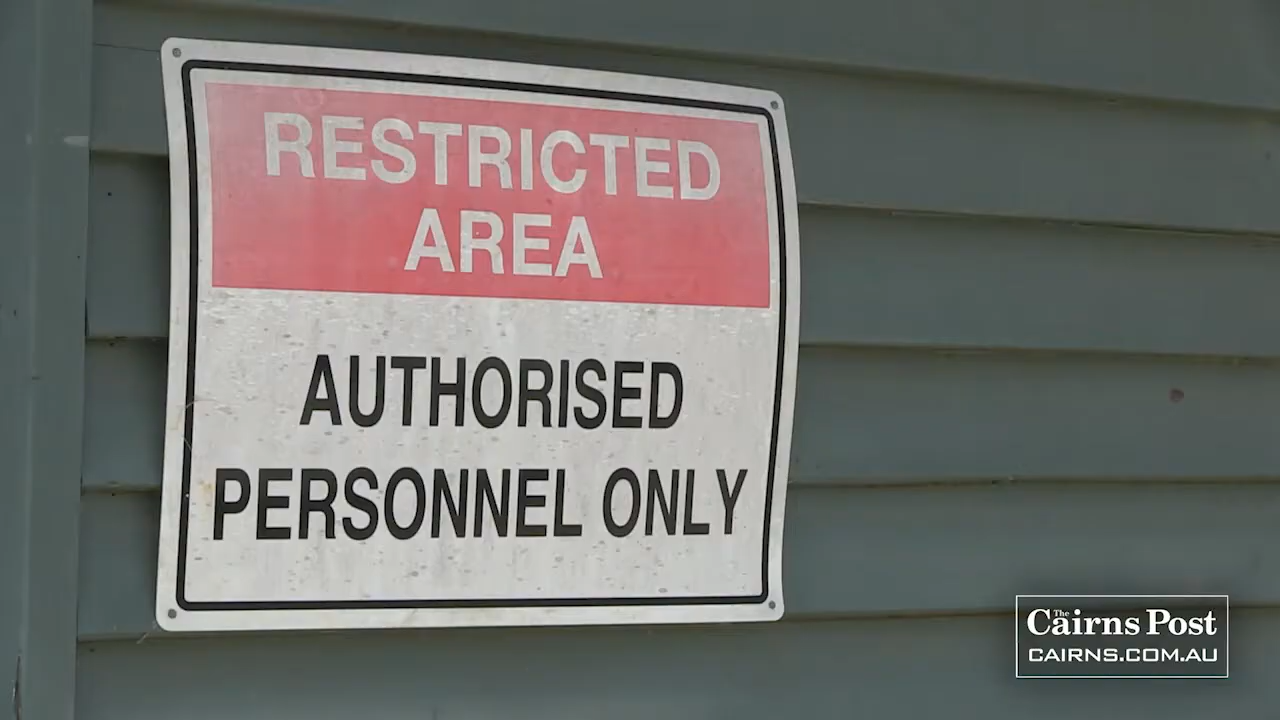 RESTRICTED
AREA
AUTHORISED
PERSONNEL ONLY
The
Cairns Post
CAIRNS.COM.AU